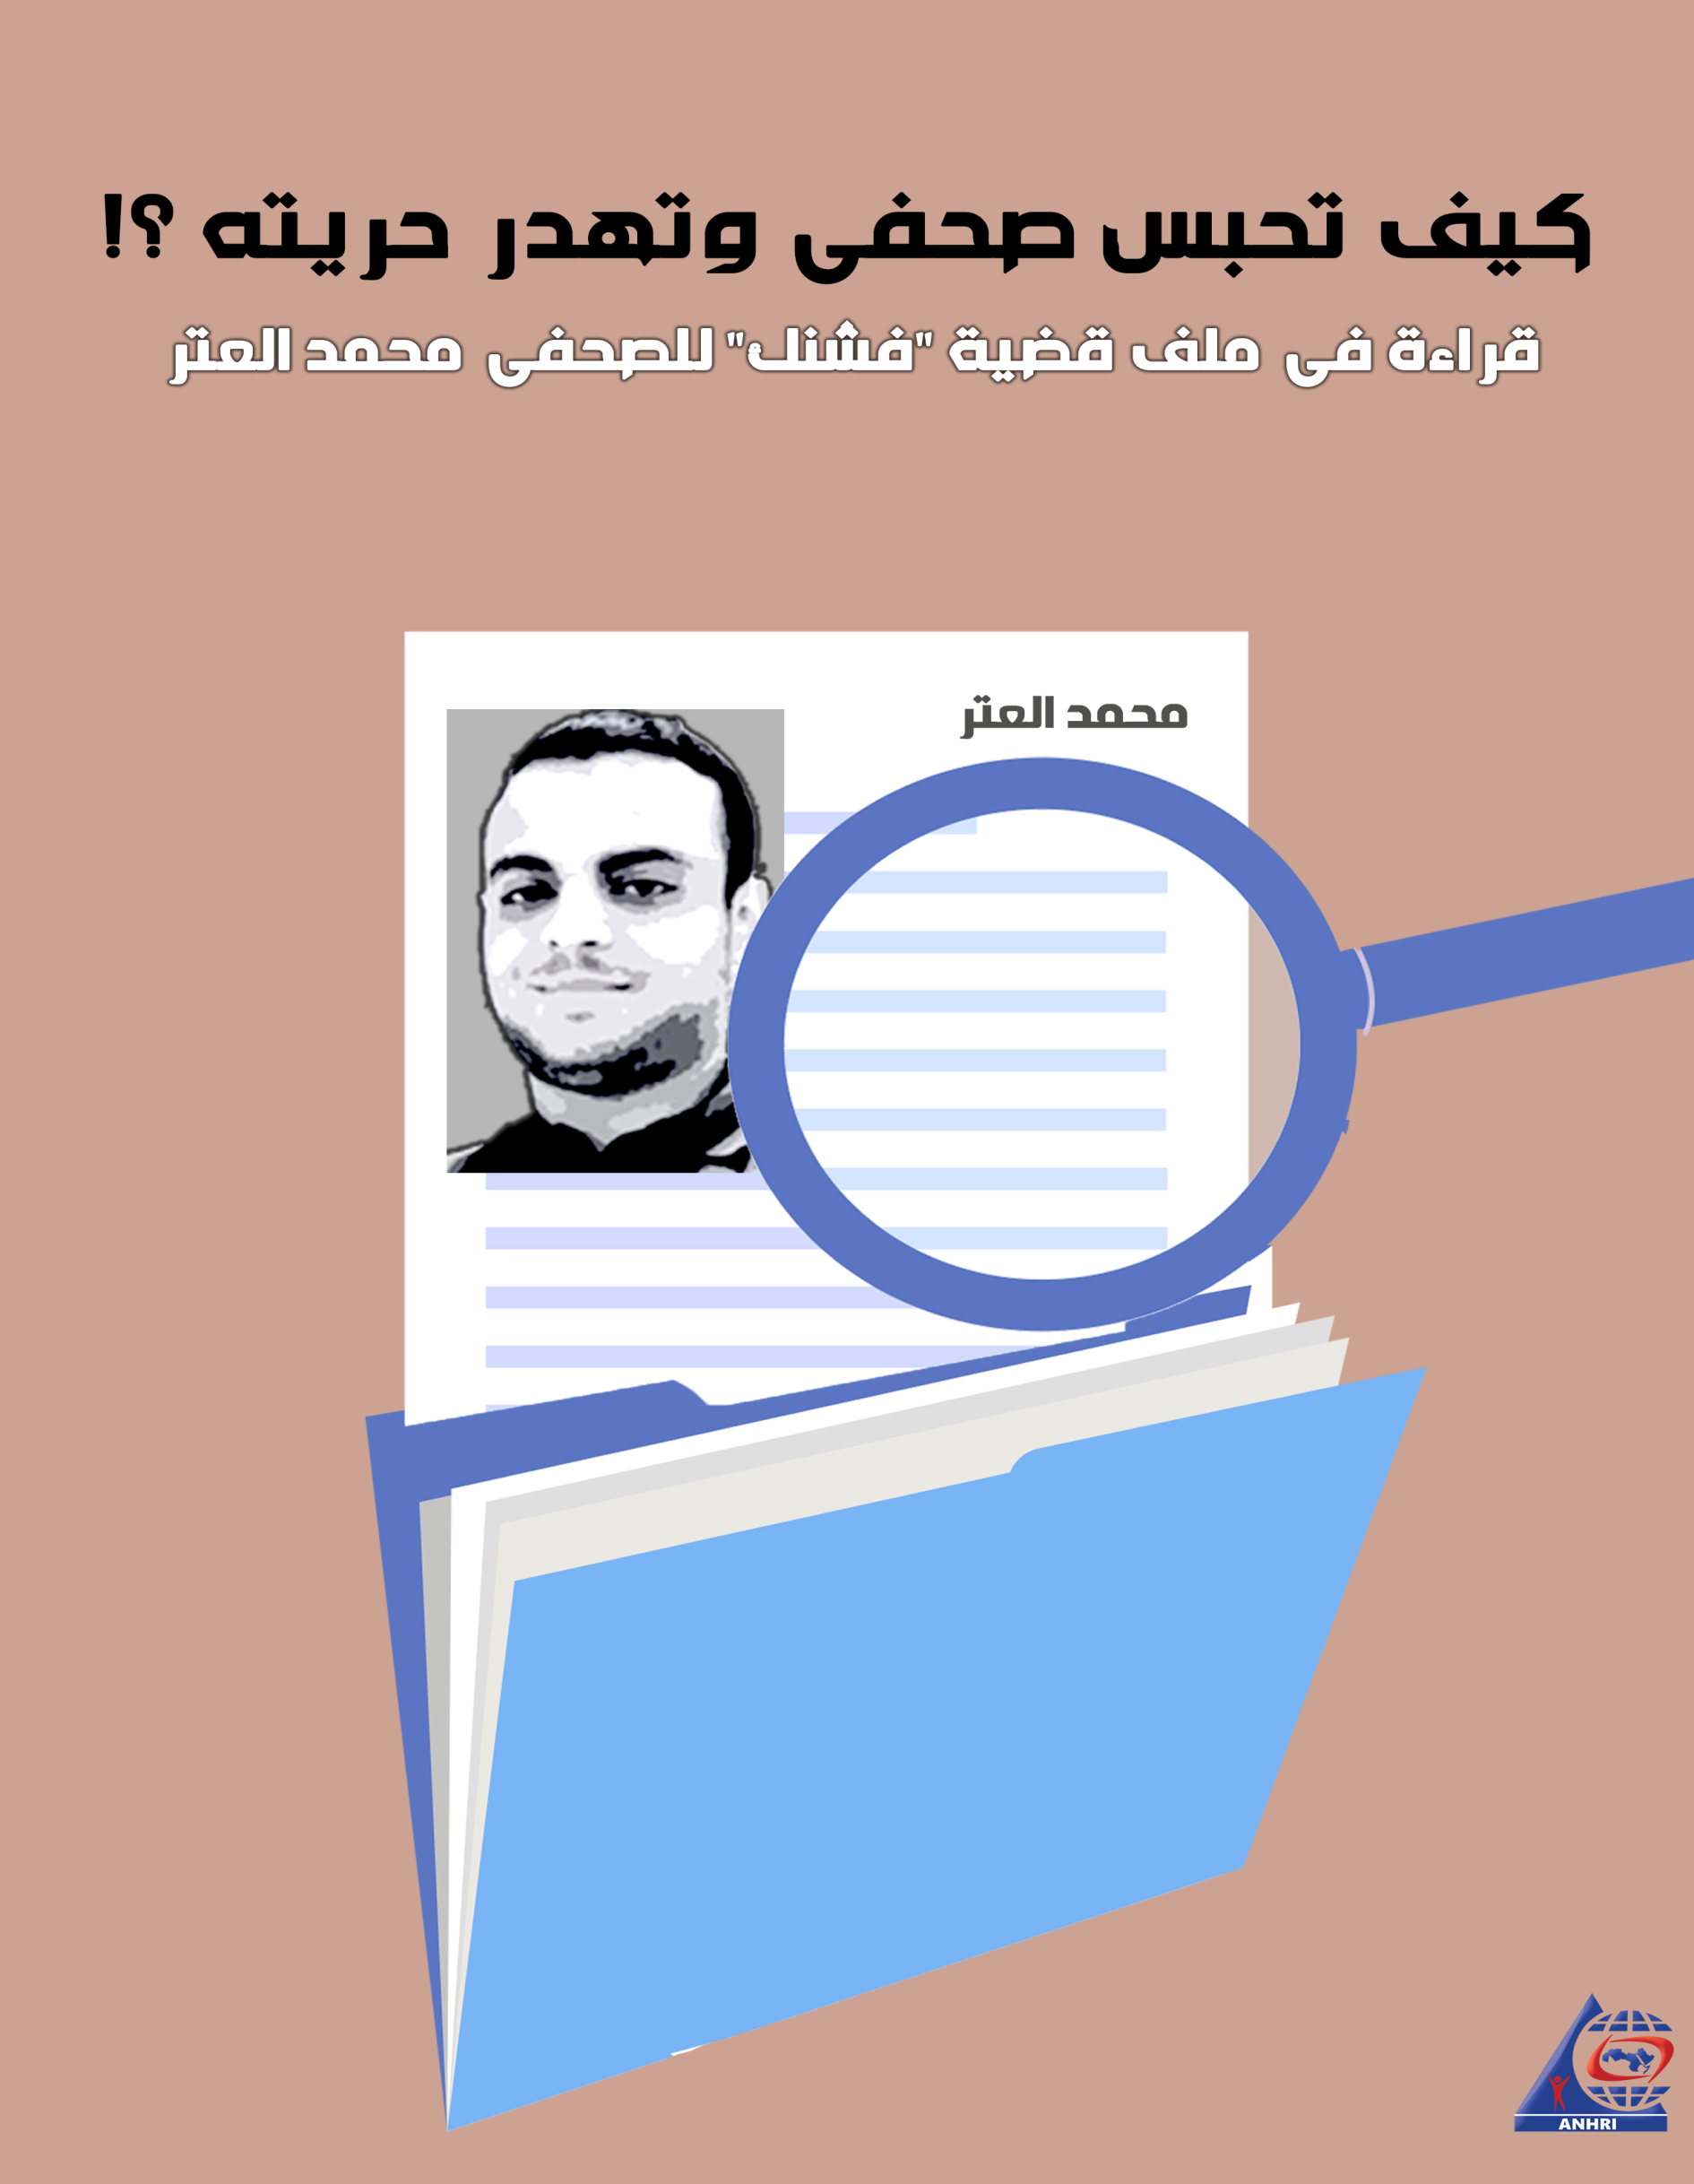 كيف تحبس صحفى وتهدر حريته ؟!
قراءة فى ملف قضية "فشنك" للصحفى محمد العتر
محمد العتر
ANHRI